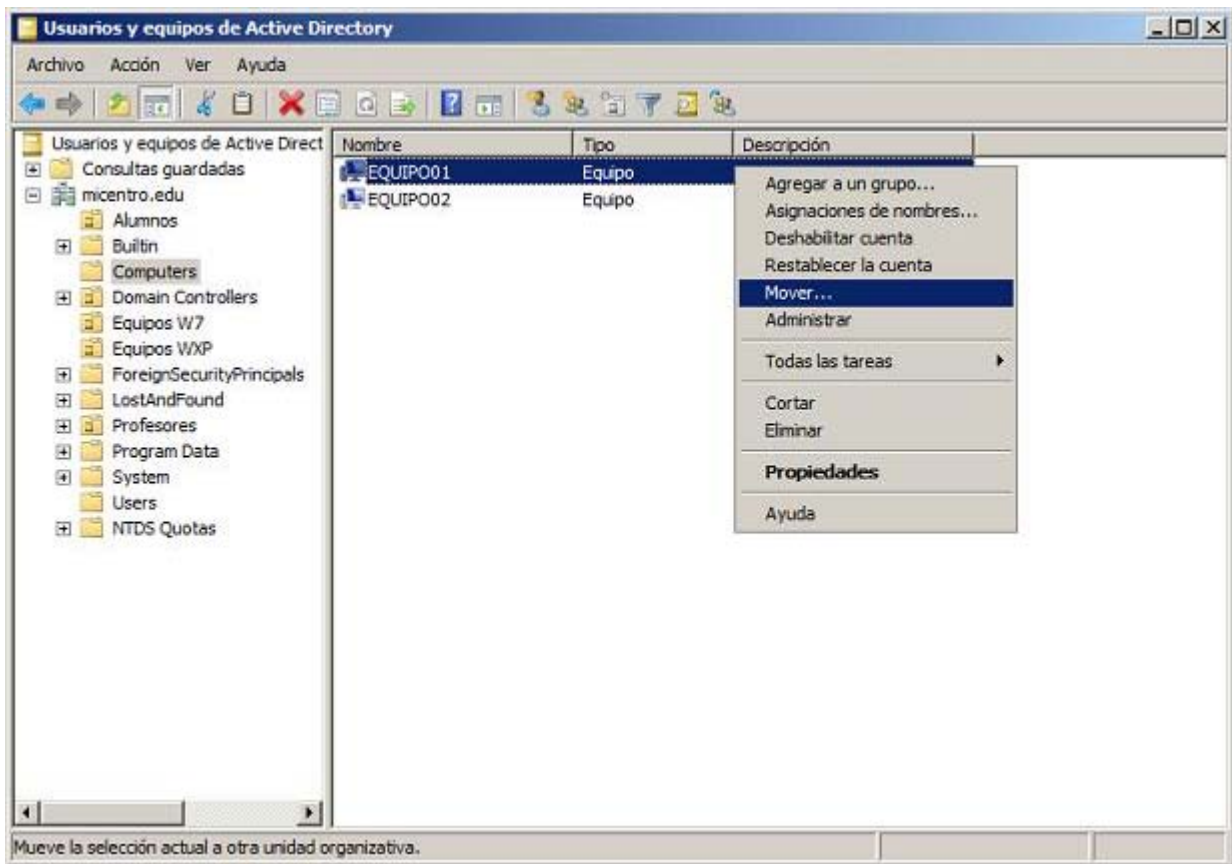 Usuarios y equipos de Active Directory
Archivo Acción Ver Ayuda
Usuarios y equipos de Active Direct
Consultas guardadas
micentro.edu
Alumnos
Builtin
Computers
Domain Controllers
Equipos W7
Equipos WXP
ForeignSecurityPrincipals
LostAndFound
Profesores
Program Data
System
Users
NTDS Quotas
Nombre Tipo Descripción
EQUIPO01 Equipo
EQUIPO02 Equipo
Agregar a un grupo...
Asignaciones de nombres...
Deshabilitar cuenta
Restablecer la cuenta
Mover...
Administrar
Todas las tareas
Cortar
Eliminar
Propiedades
Ayuda
Mueve la selección actual a otra unidad organizativa.